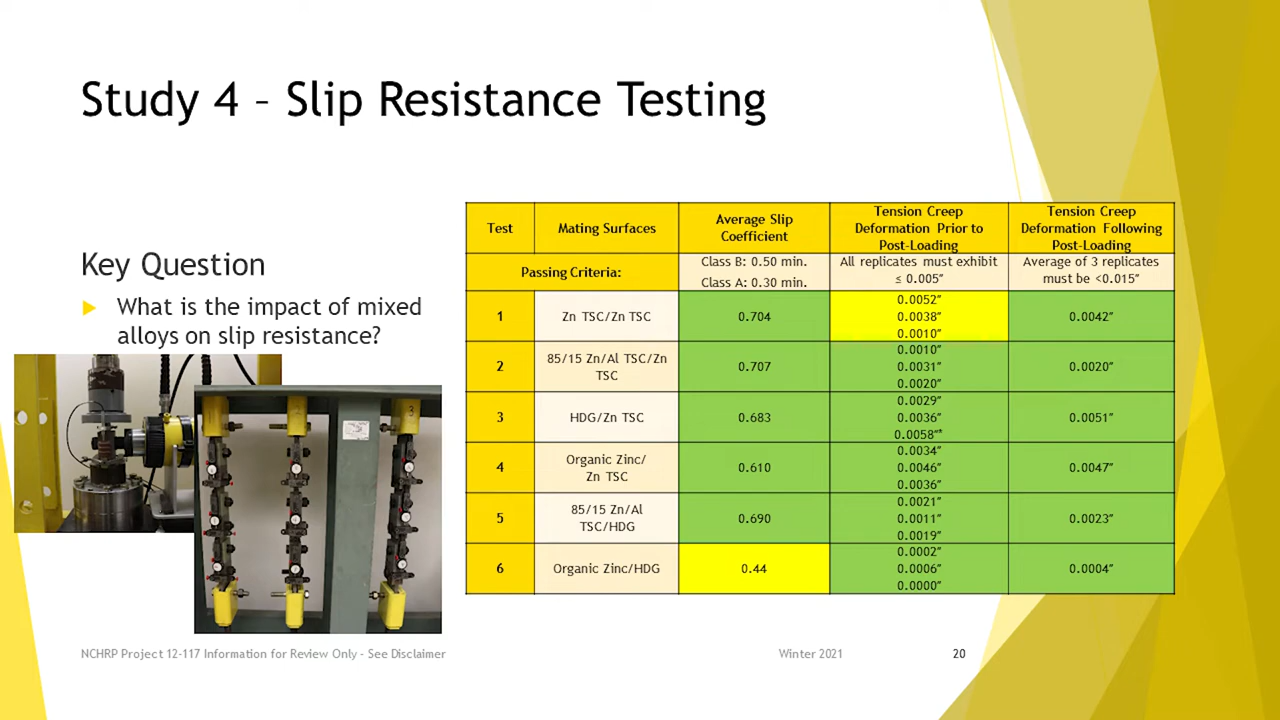 Study 4 – Slip Resistance Testing
Key Question
What is the impact of mixed
alloys on slip resistance?
Test
Mating Surfaces
Average Slip
Coefficient
Tension Creep
Deformation Prior to
Post-Loading
Tension Creep
Deformation Following
Post-Loading
Passing Criteria:
Class B: 0.50 min.
Class A: 0.30 min.
All replicates must exhibit
≤ 0.005”
Average of 3 replicates
must be <0.015”
1
Zn TSC/Zn TSC
0.704
0.0052”
0.0038”
0.0010”
0.0042”
2
85/15 Zn/Al TSC/Zn
TSC
0.707
0.0010”
0.0031”
0.0020”
0.0020”
3
HDG/Zn TSC
0.683
0.0029”
0.0036”
0.0058”*
0.0051”
4
Organic Zinc/
Zn TSC
0.610
0.0034”
0.0046”
0.0036”
0.0047”
5
85/15 Zn/Al
TSC/HDG
0.690
0.0021”
0.0011”
0.0019”
0.0023”
6
Organic Zinc/HDG
0.44
0.0002”
0.0006”
0.0000”
0.0004”
NCHRP Project 12-117 Information for Review Only - See Disclaimer
Winter 2021
20